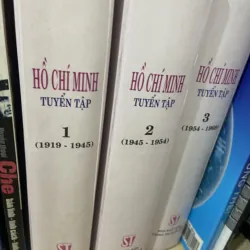 HỒ CHÍ MINH
TUYỂN TẬP
1
(1919 - 1945)
HỒ CHÍ MINH
TUYỂN TẬP
2
(1945 - 1954)
HỒ CHÍ MINH
TUYỂN TẬP
3
Che